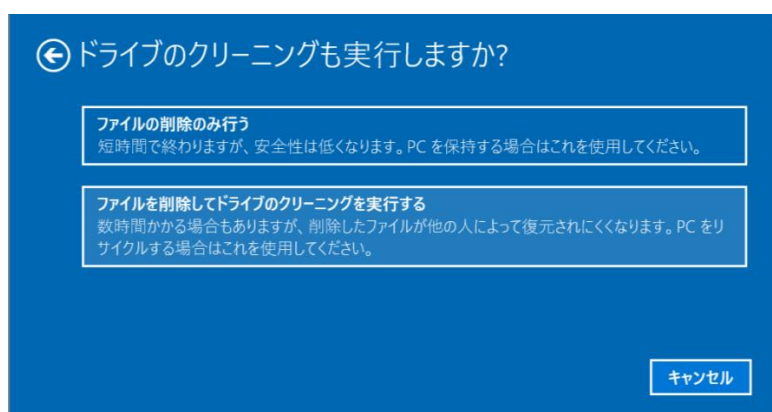 ドライブのクリーニングも実行しますか?
ファイルの削除のみ行う
短時間で終わりますが、安全性は低くなります。PC を保持する場合はこれを使用してください。
ファイルを削除してドライブのクリーニングを実行する
数時間かかる場合もありますが、削除したファイルが他の人によって復元されにくくなります。PC をリ
サイクルする場合はこれを使用してください。
キャンセル